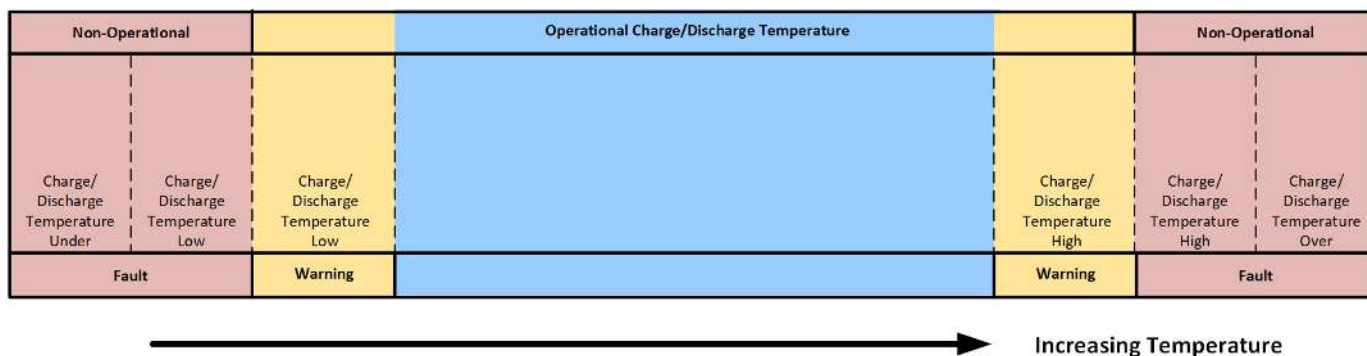 Non-Operational
Operational Charge/Discharge Temperature
Non-Operational
Charge/
Discharge
Temperature
Under
Charge/
Discharge
Temperature
Low
Charge/
Discharge
Temperature
Low
Charge/
Discharge
Temperature
High
Charge/
Discharge
Temperature
High
Charge/
Discharge
Temperature
Over
Fault
Warning
Warning
Fault
Increasing Temperature